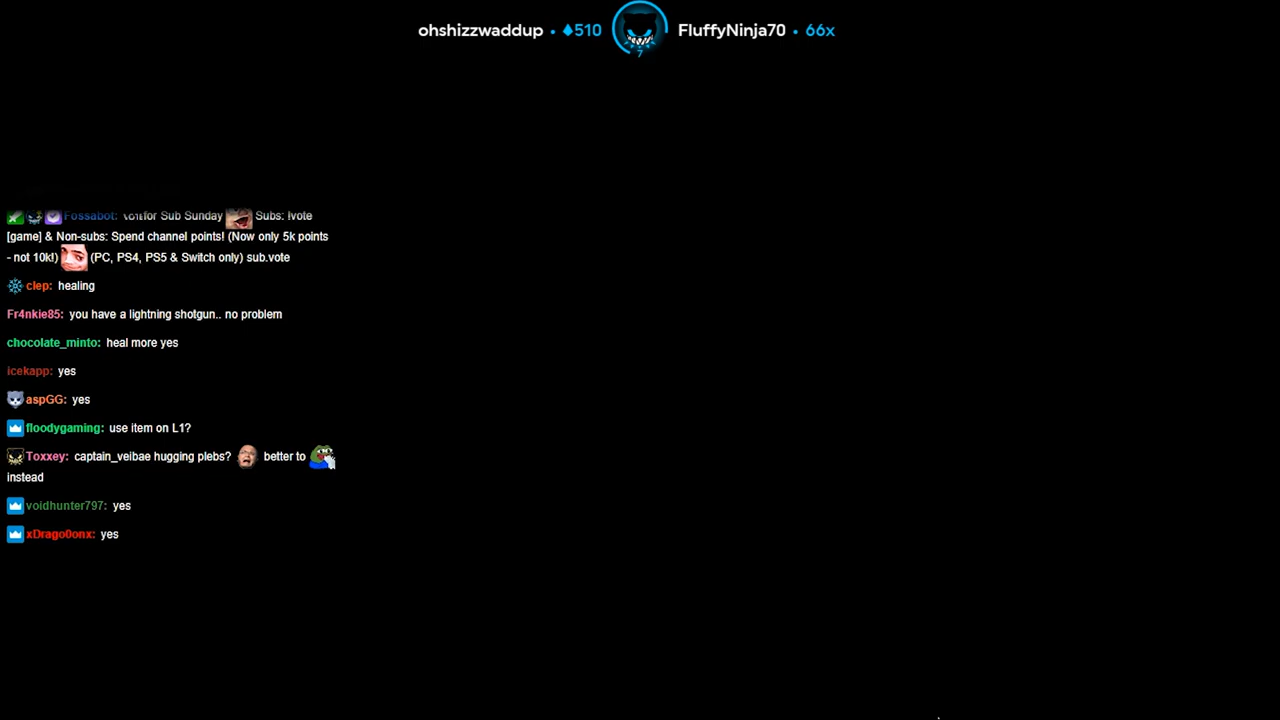 ohshizzwaddup • 510 FluffyNinja70 • 66x
7
Fossabot: for Sub Sunday Subs: !vote
[game] & Non-subs: Spend channel points! (Now only 5k points
- not 10k!) (PC, PS4, PS5 & Switch only) sub.vote
clep: healing
Fr4nkie85: you have a lightning shotgun.. no problem
chocolate_minto: heal more yes
icekapp: yes
aspGG: yes
floodygaming: use item on L1?
Toxxey: captain_veibae hugging plebs? better to
instead
voidhunter797: yes
xDrago0onx: yes